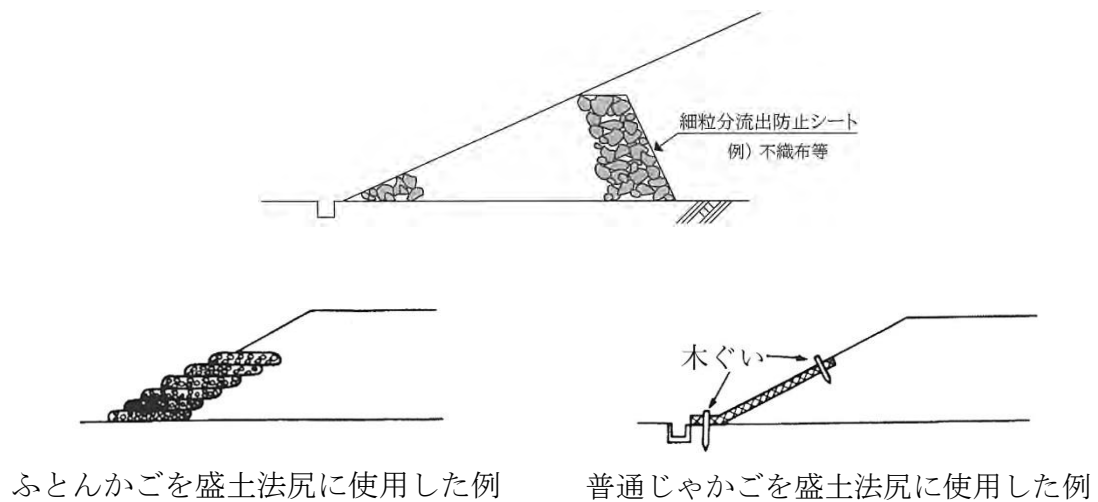 細粒分流出防止シート
例）不織布等
木ぐい
ふとんかごを盛土法尻に使用した例
普通じゃかごを盛土法尻に使用した例